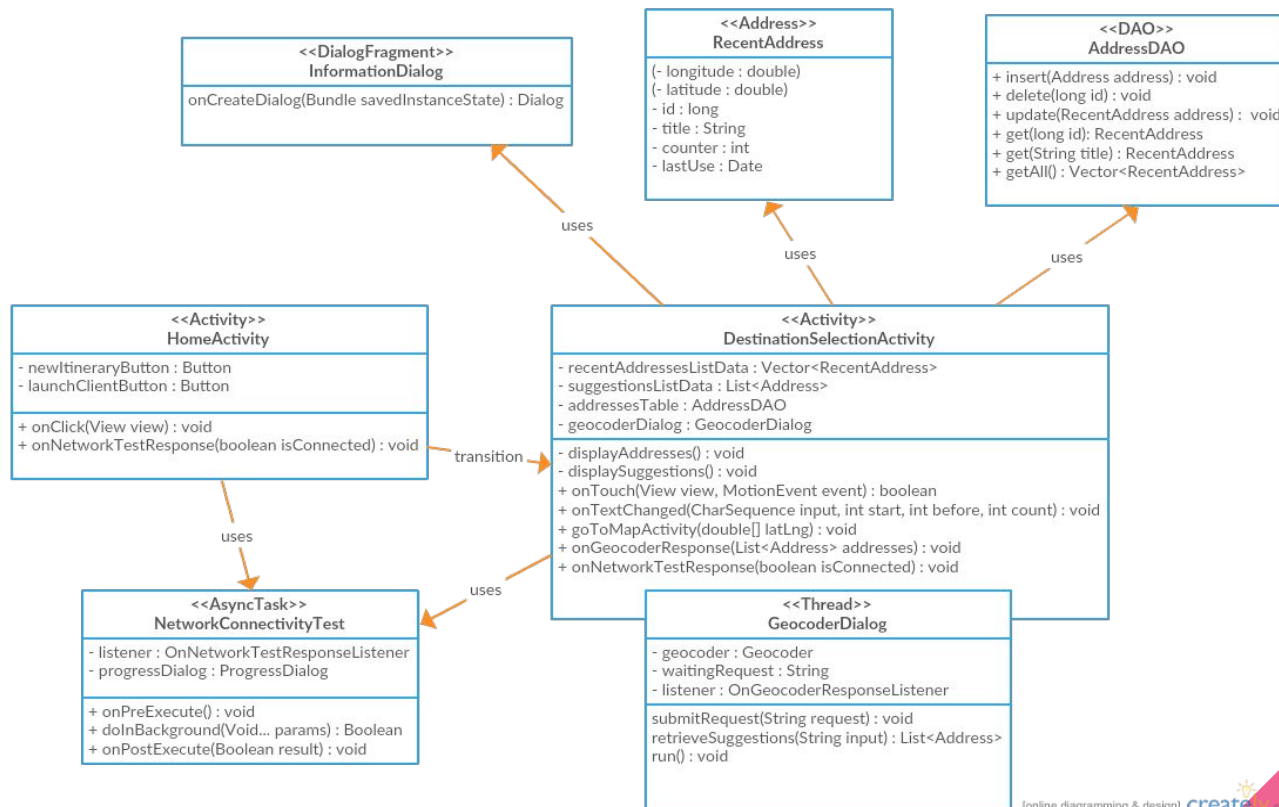 <<DialogFragment>>
InformationDialog
onCreateDialog(Bundle savedInstanceState) : Dialog
<<Address>>
RecentAddress
(- longitude : double)
(- latitude : double)
- id : long
- title : String
- counter : int
- lastUse : Date
<<DAO>>
AddressDAO
+ insert(Address address) : void
+ delete(long id) : void
+ update(RecentAddress address) : void
+ get(long id): RecentAddress
+ get(String title) : RecentAddress
+ getAll() : Vector<RecentAddress>
uses
uses
uses
<<Activity>>
HomeActivity
- newItineraryButton : Button
- launchClientButton : Button
+ onClick(View view) : void
+ onNetworkTestResponse(boolean isConnected) : void
transition
<<Activity>>
DestinationSelectionActivity
- recentAddressesListData : Vector<RecentAddress>
- suggestionsListData : List<Address>
- addressesTable : AddressDAO
- geocoderDialog : GeocoderDialog
- displayAddresses() : void
- displaySuggestions() : void
+ onTouch(View view, MotionEvent event) : boolean
+ onTextChanged(CharSequence input, int start, int before, int count) : void
+ goToMapActivity(double[] latLng) : void
+ onGeocoderResponse(List<Address> addresses) : void
+ onNetworkTestResponse(boolean isConnected) : void
uses
uses
<<AsyncTask>>
NetworkConnectivityTest
- listener : OnNetworkTestResponseListener
- progressDialog : ProgressDialog
+ onPreExecute() : void
+ doInBackground(Void... params) : Boolean
+ onPostExecute(Boolean result) : void
<<Thread>>
GeocoderDialog
- geocoder : Geocoder
- waitingRequest : String
- listener : OnGeocoderResponseListener
submitRequest(String request) : void
retrieveSuggestions(String input) : List<Address>
run() : void
[online diagramming & design]